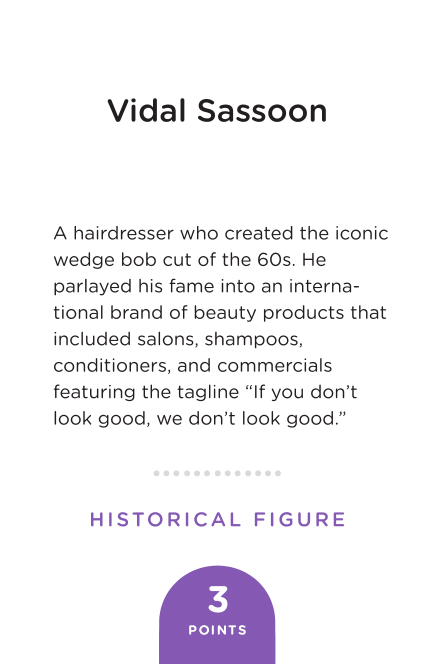 Vidal Sassoon
A hairdresser who created the iconic
wedge bob cut of the 60s. He
parlayed his fame into an interna-
tional brand of beauty products that
included salons, shampoos,
conditioners, and commercials
featuring the tagline “If you don’t
look good, we don’t look good.”
HISTORICAL FIGURE
3
POINTS